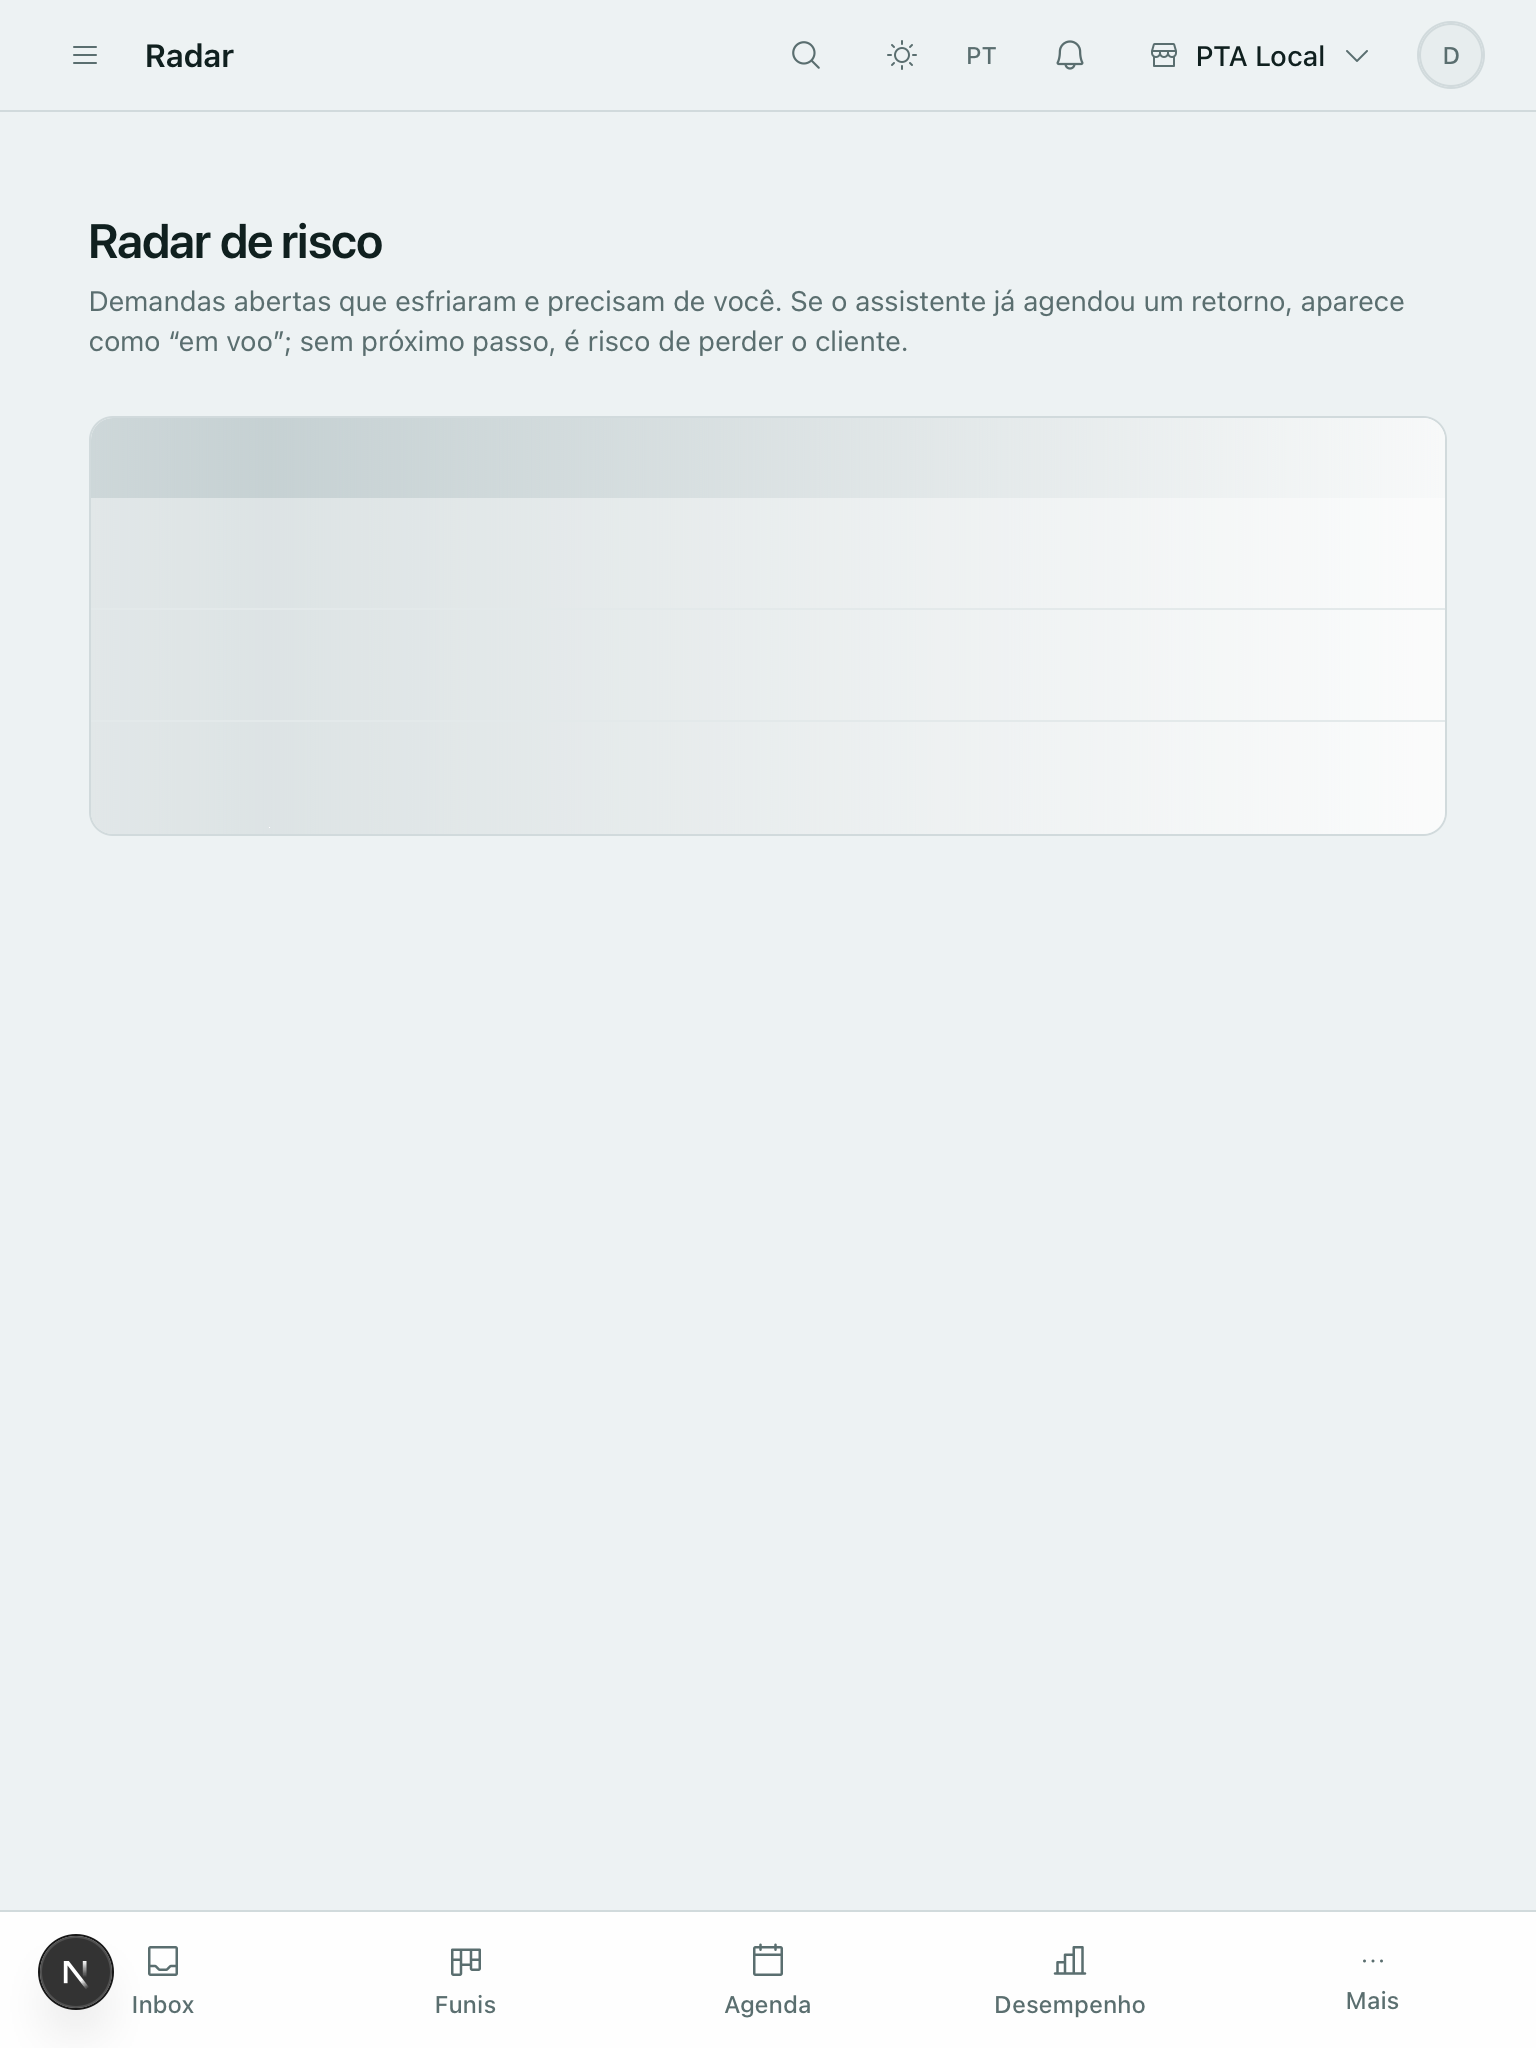 Radar
PT
PTA Local
D
Radar de risco
Demandas abertas que esfriaram e precisam de você. Se o assistente já agendou um retorno, aparece
como “em voo”; sem próximo passo, é risco de perder o cliente.
N
Inbox
Funis
Agenda
Desempenho
Mais